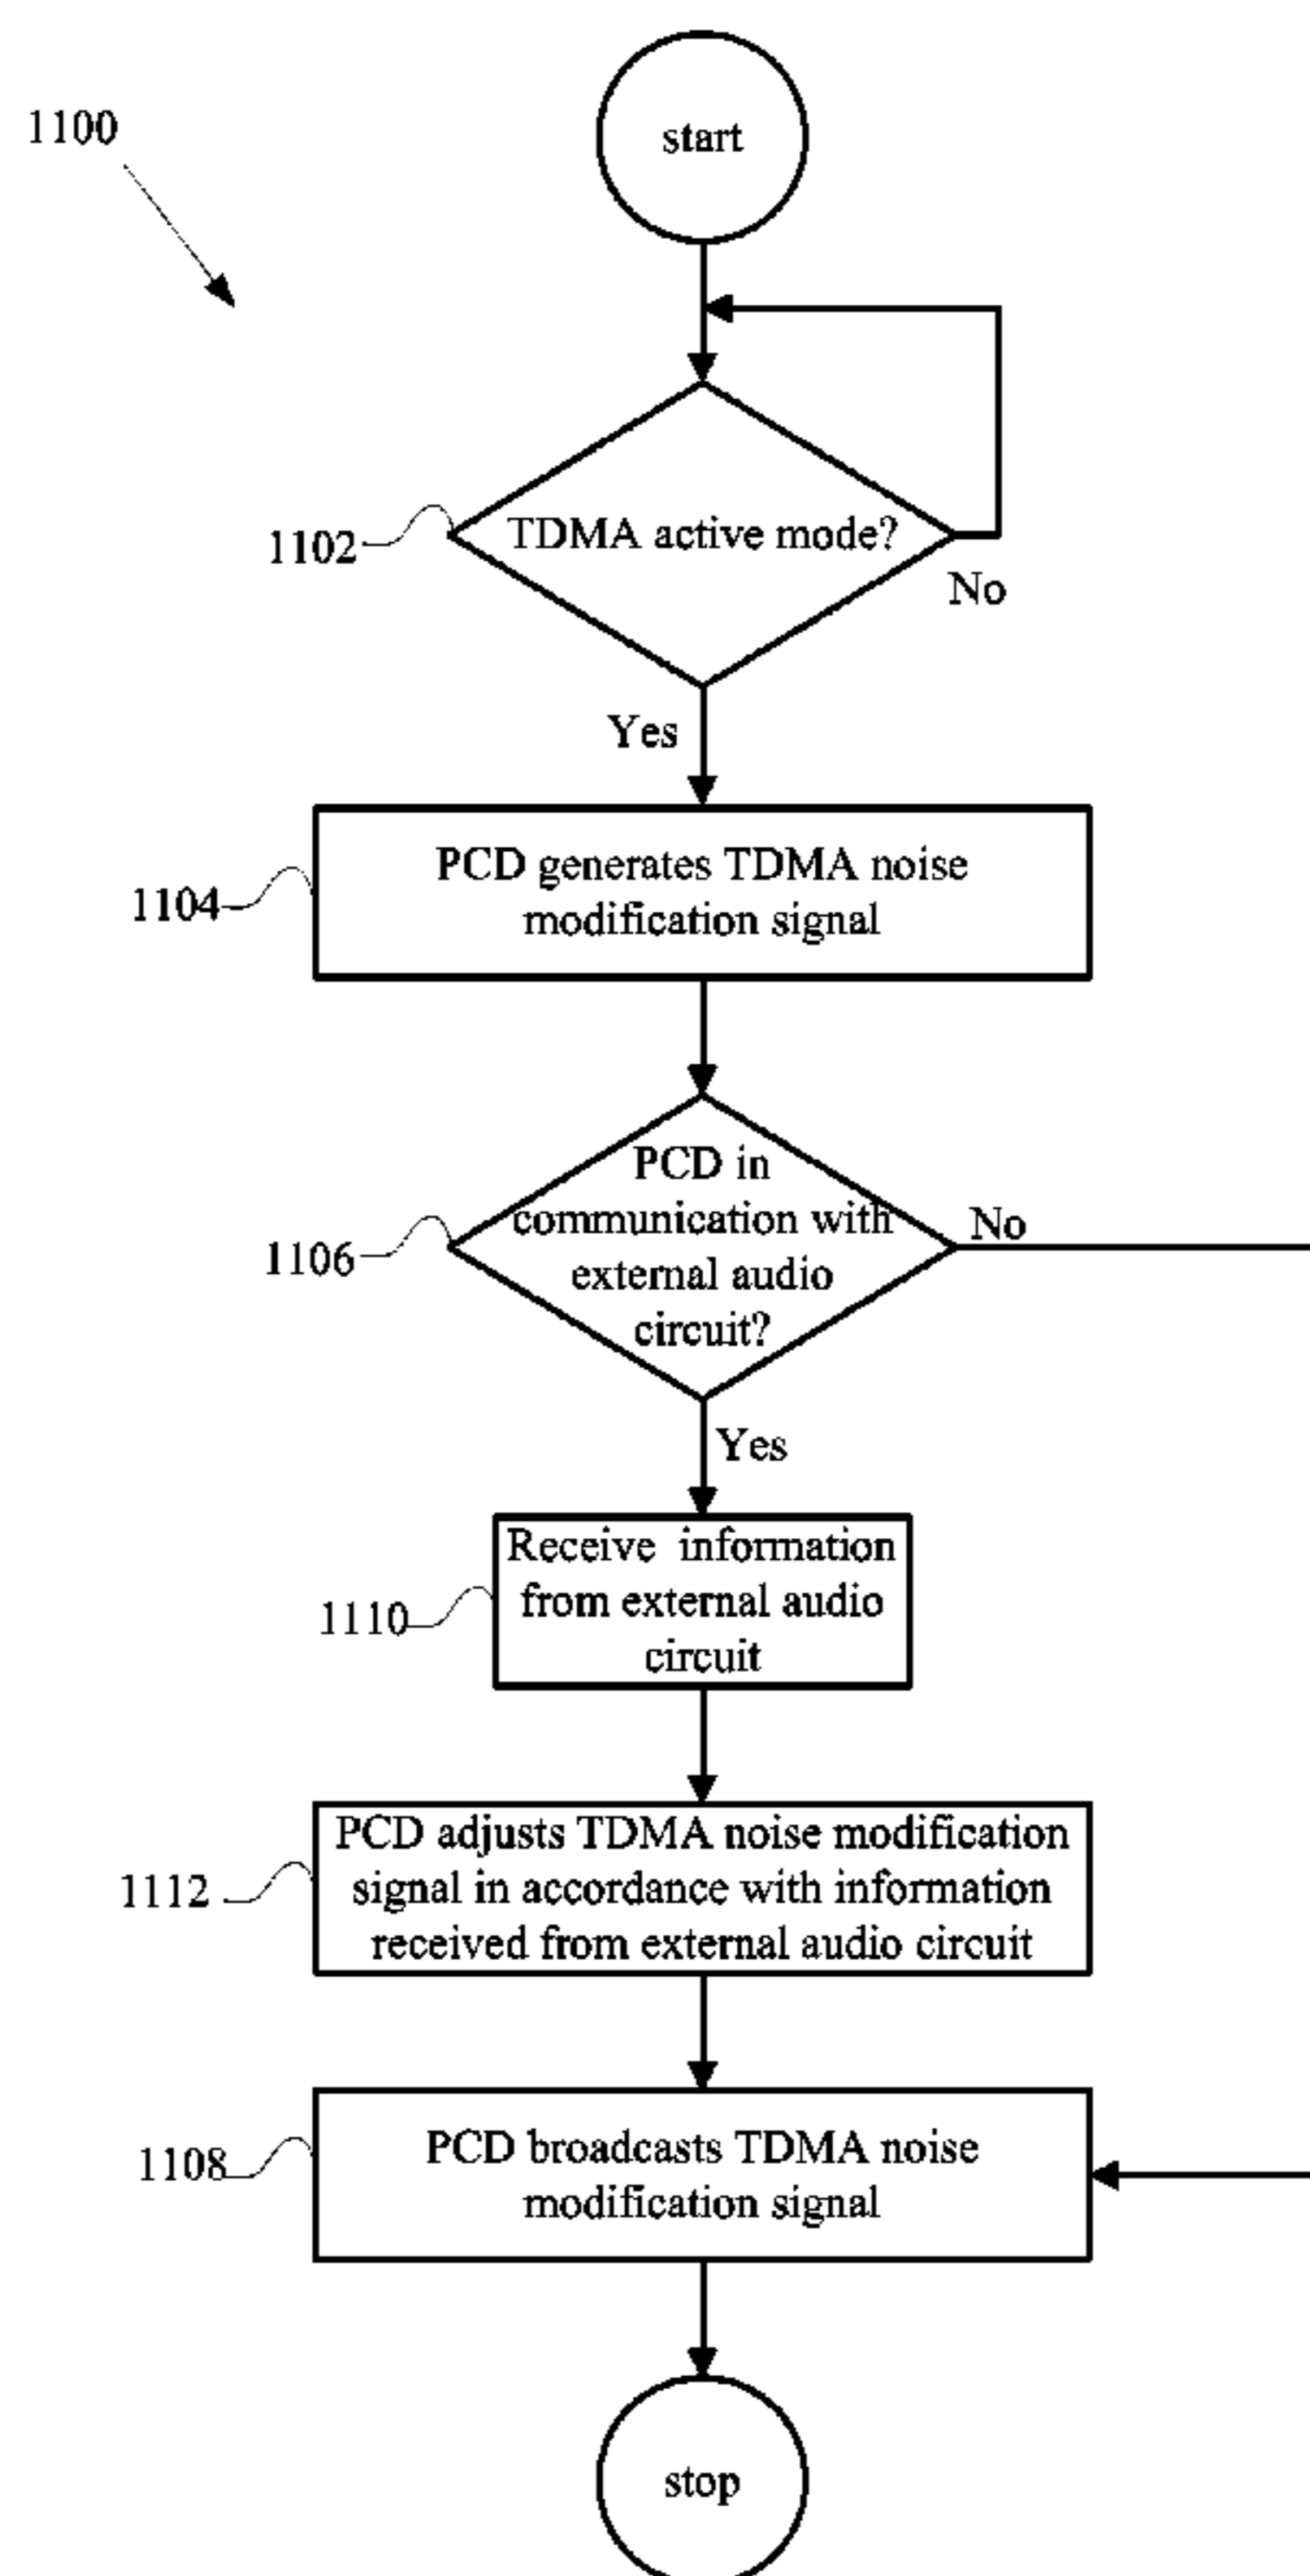 1100
start
1102
TDMA active mode?
No
Yes
1104
PCD generates TDMA noise
modification signal
PCD in
communication with
external audio
circuit?
1106
No
Yes
Receive information
from external audio
circuit
1110
PCD adjusts TDMA noise modification
signal in accordance with information
received from external audio circuit
1112
PCD broadcasts TDMA noise
modification signal
1108
stop